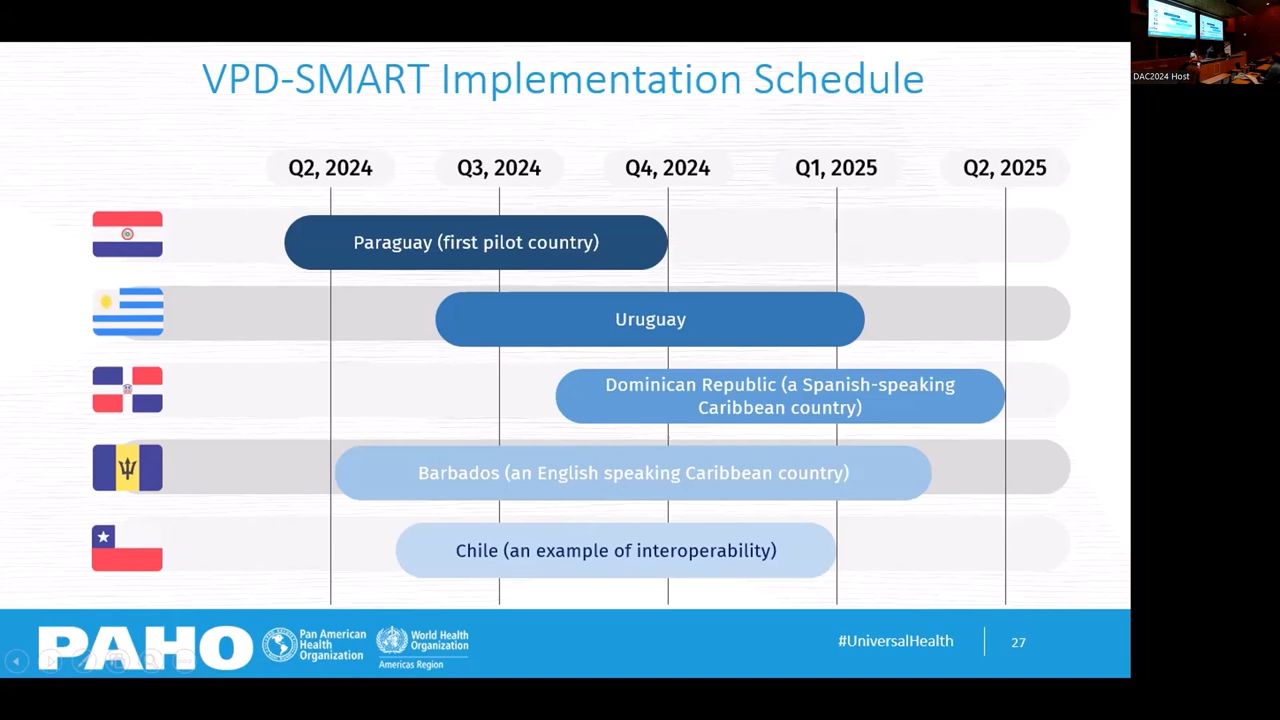 VPD-SMART Implementation Schedule
DAC2024 Host
Q2, 2024
Q3, 2024
Q4, 2024
Q1, 2025
Q2, 2025
Paraguay (first pilot country)
Uruguay
Dominican Republic (a Spanish-speaking
Caribbean country)
Barbados (an English speaking Caribbean country)
Chile (an example of interoperability)
PAHO
Pan American
Health
Organization
World Health
Organization
Americas Region
#UniversalHealth
27